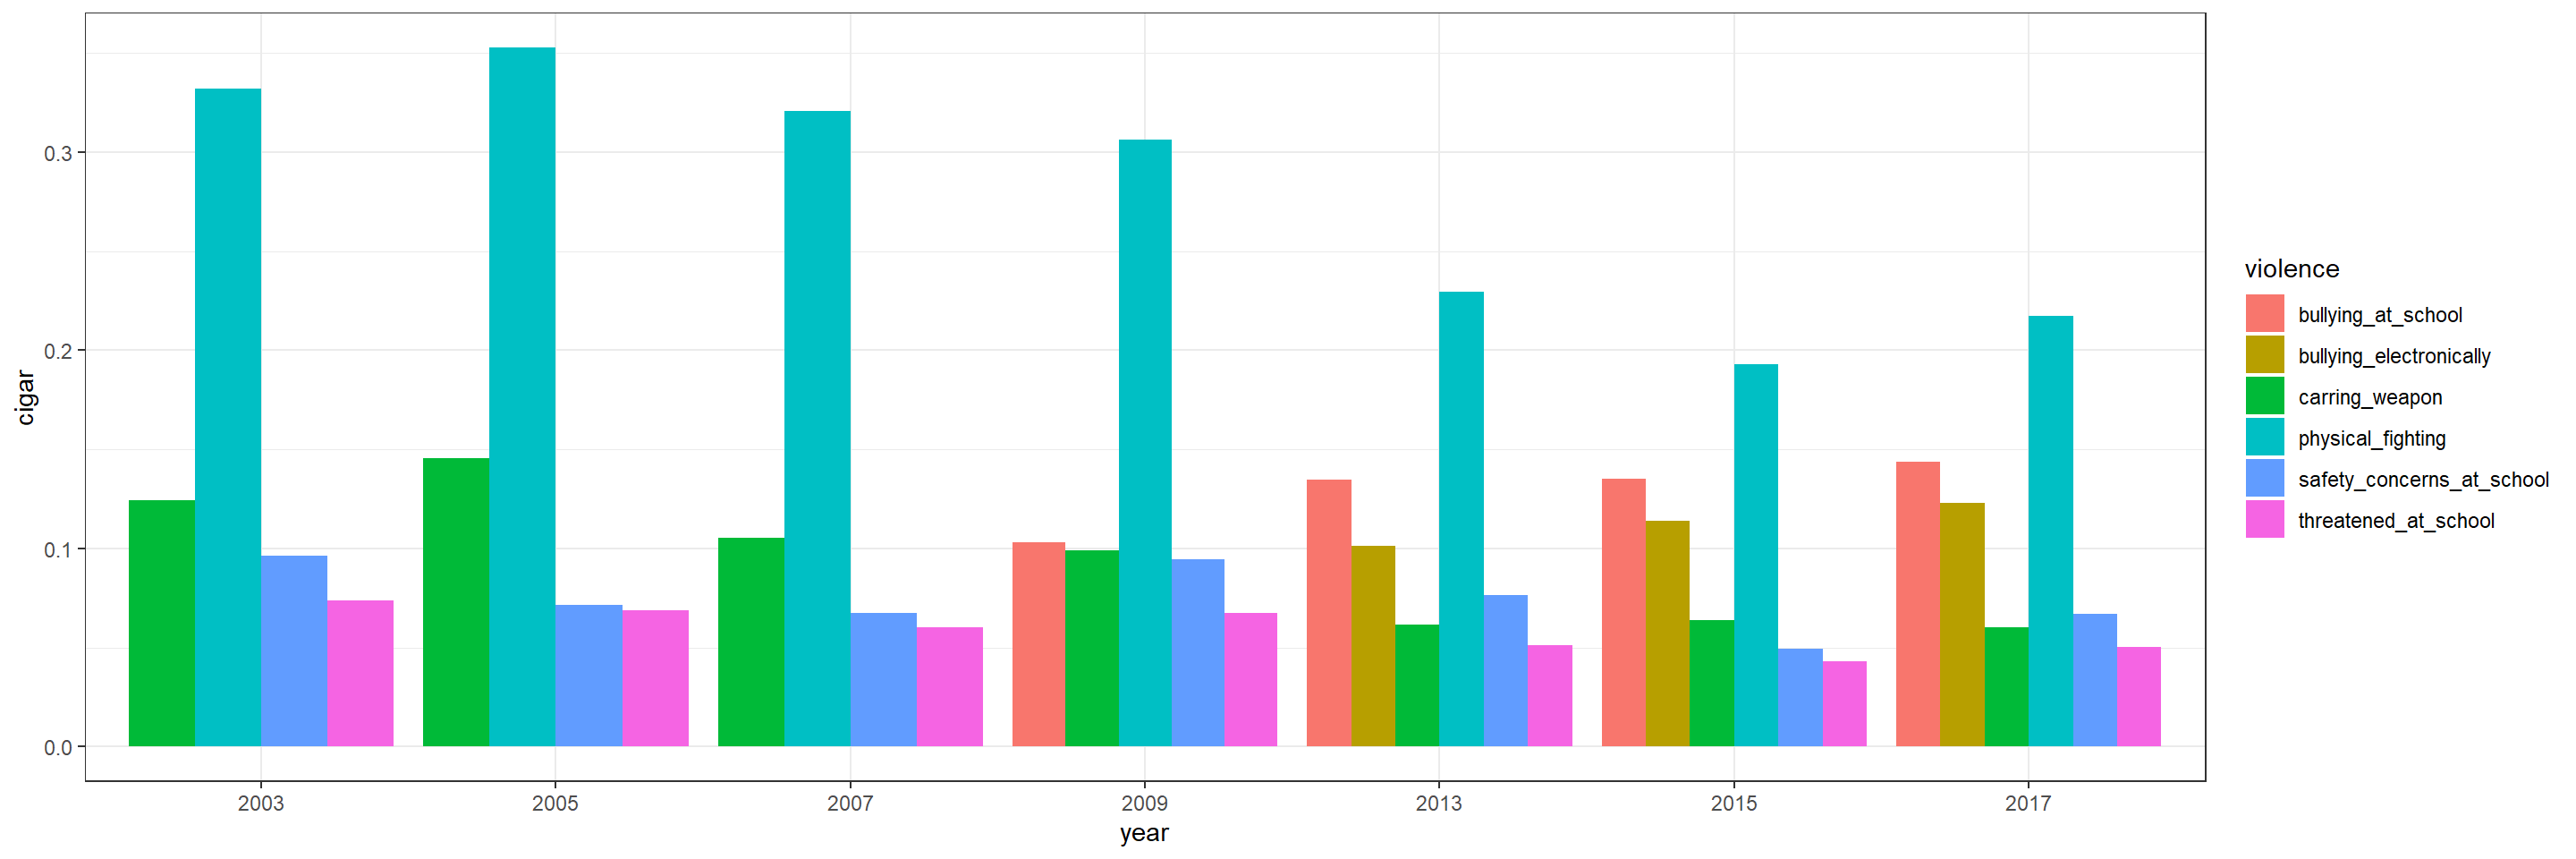 cigar
0.3
0.2
0.1
0.0
2003 2005 2007 2009 2013 2015 2017
year
violence
bullying_at_school
bullying_electronically
carring_weapon
physical_fighting
safety_concerns_at_school
threatened_at_school